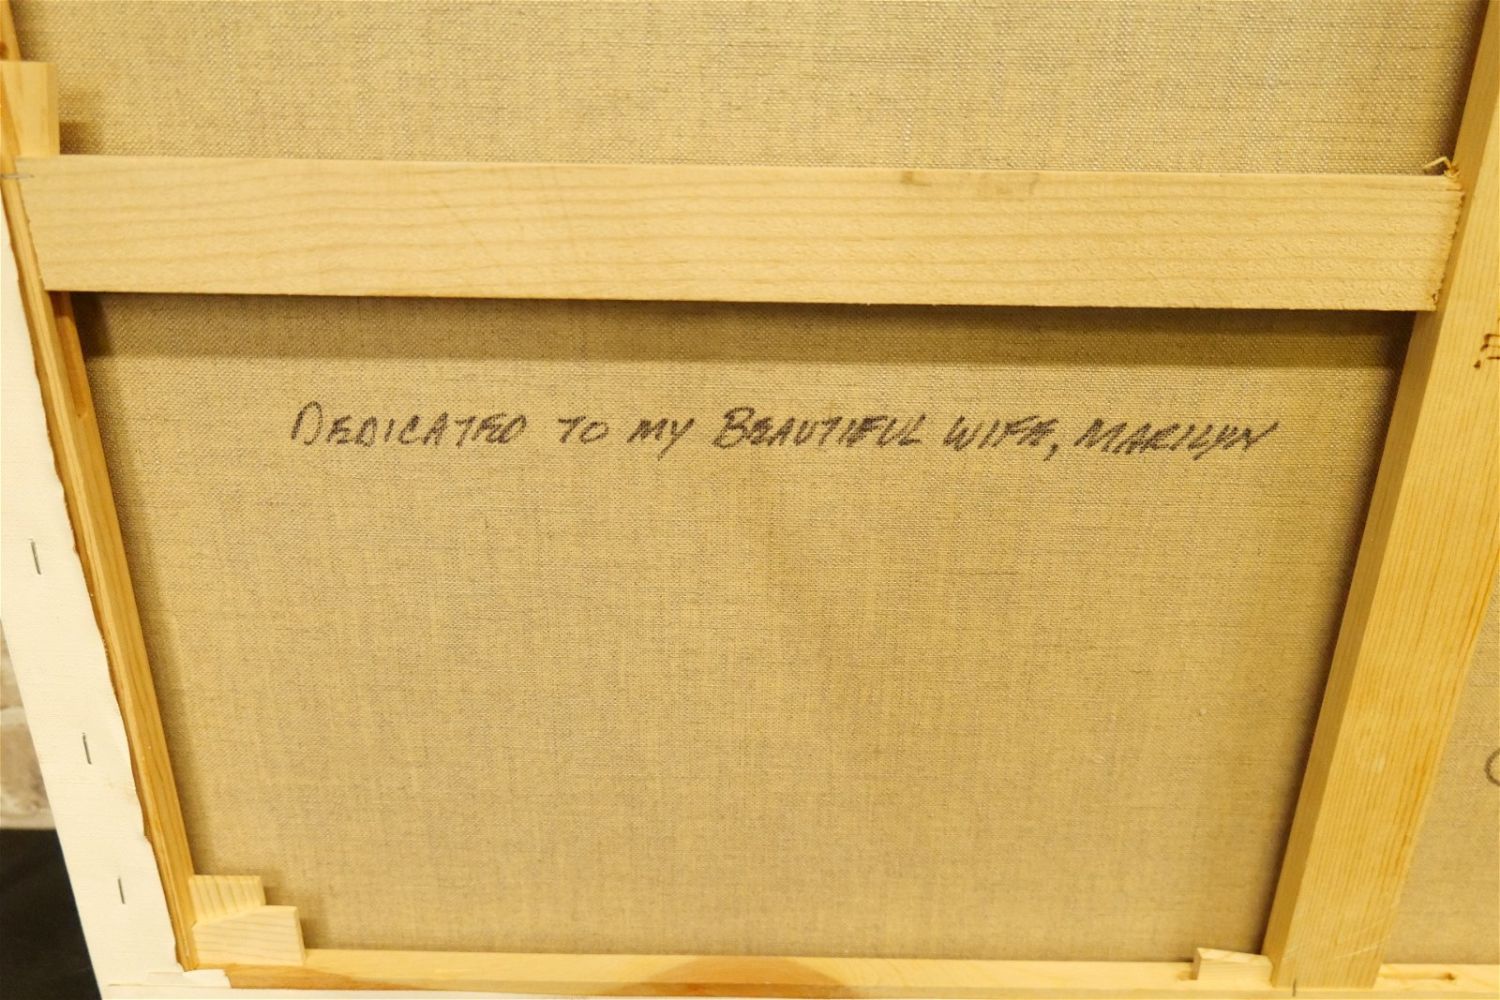 DEDICATED TO MY BEAUTIFUL WIFE, MARILYN